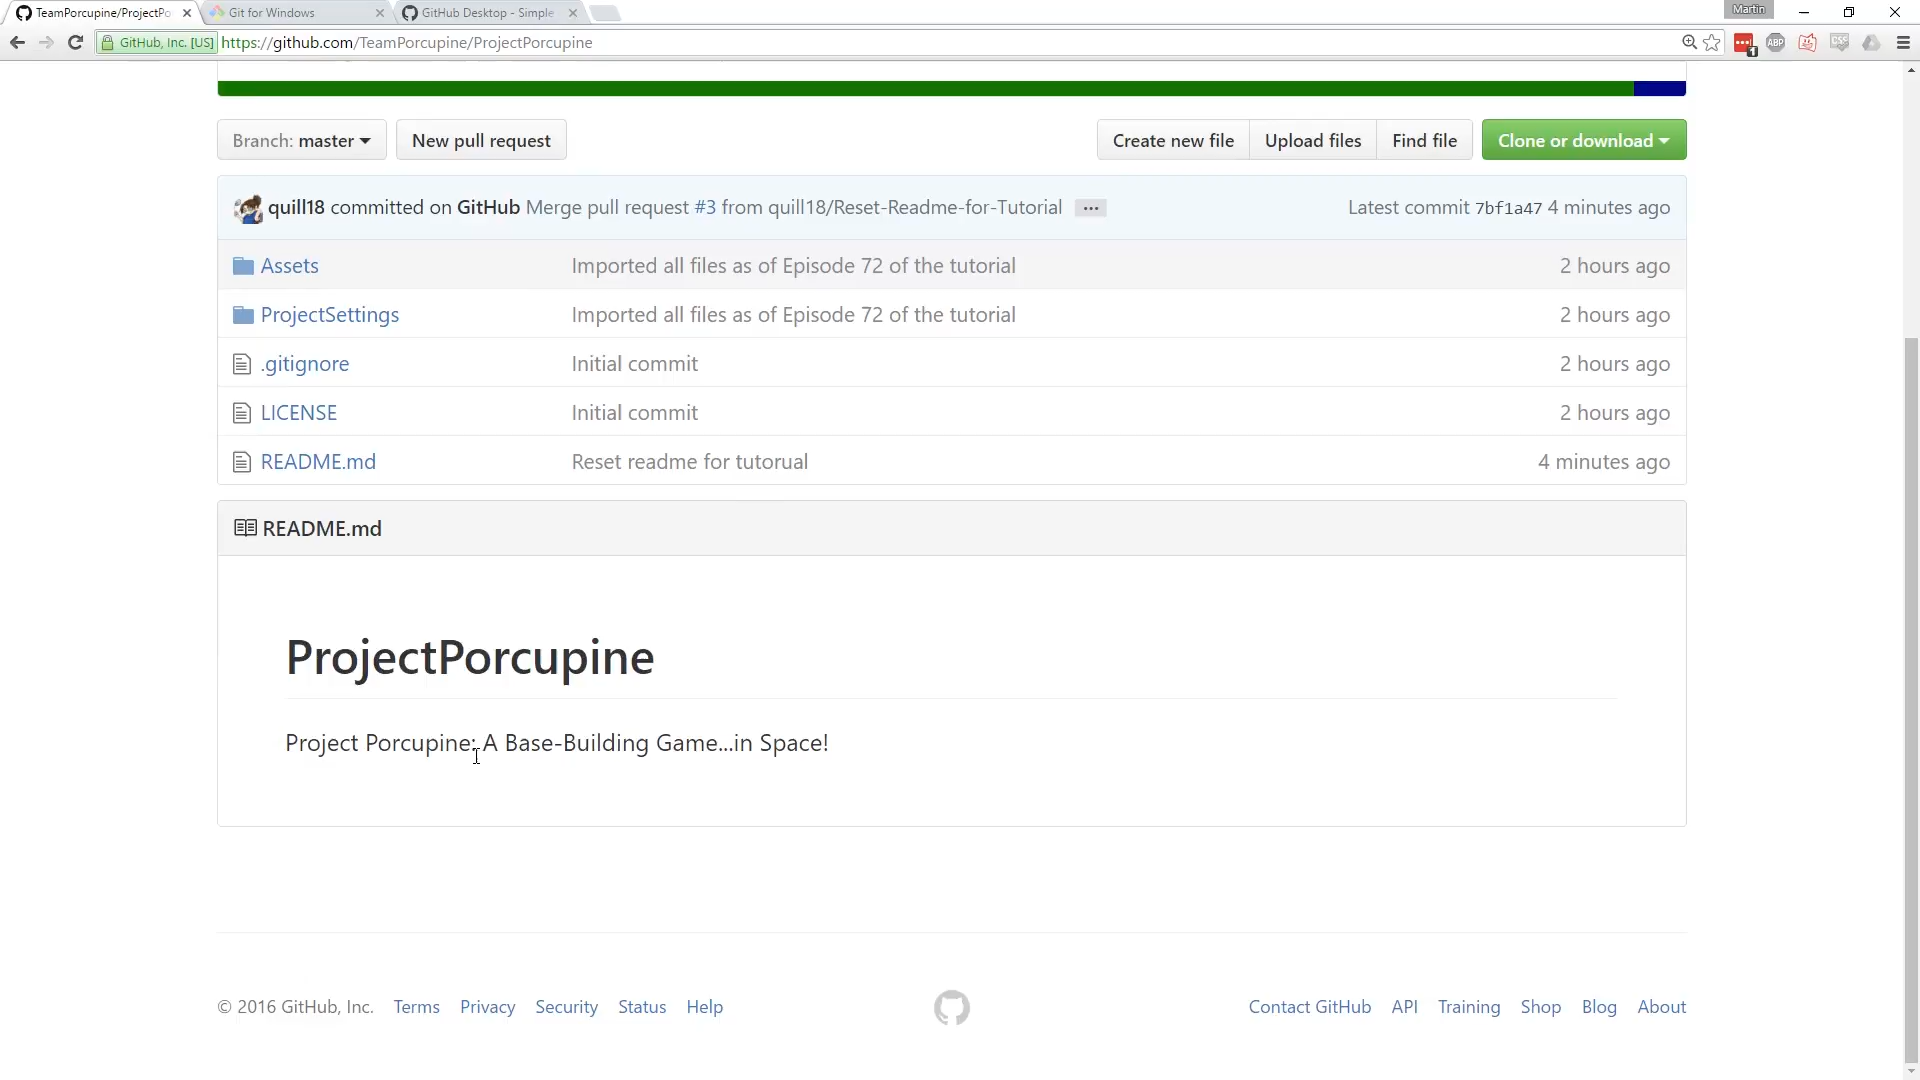 TeamPorcupine/ProjectPo
Git for Windows
GitHub Desktop - Simple
Martin
GitHub, Inc. [US]
https://github.com/TeamPorcupine/ProjectPorcupine
1
ABP
CSS
Branch: master
New pull request
Create new file
Upload files
Find file
Clone or download
quill18 committed on GitHub Merge pull request #3 from quill18/Reset-Readme-for-Tutorial ...
Latest commit 7bf1a47 4 minutes ago
Assets Imported all files as of Episode 72 of the tutorial 2 hours ago
ProjectSettings Imported all files as of Episode 72 of the tutorial 2 hours ago
.gitignore Initial commit 2 hours ago
LICENSE Initial commit 2 hours ago
README.md Reset readme for tutorual 4 minutes ago
README.md
ProjectPorcupine
Project Porcupine: A Base-Building Game...in Space!
© 2016 GitHub, Inc. Terms Privacy Security Status Help
Contact GitHub API Training Shop Blog About